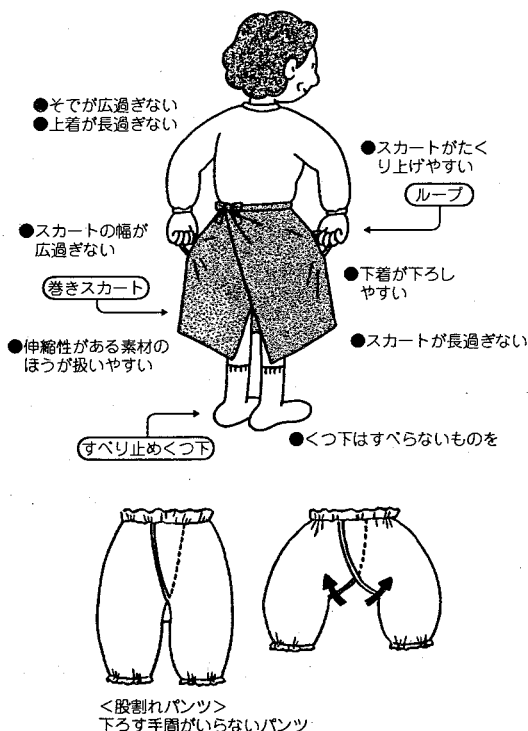 ●そでが広過ぎない
●上着が長過ぎない
●スカートがたく
り上げやすい
ループ
●スカートの幅が
広過ぎない
巻きスカート
●下着が下ろし
やすい
●伸縮性がある素材の
ほうが扱いやすい
●スカートが長過ぎない
すべり止めくつ下
●くつ下はすべらないものを
<股割れパンツ>
下ろす手間がいらないパンツ